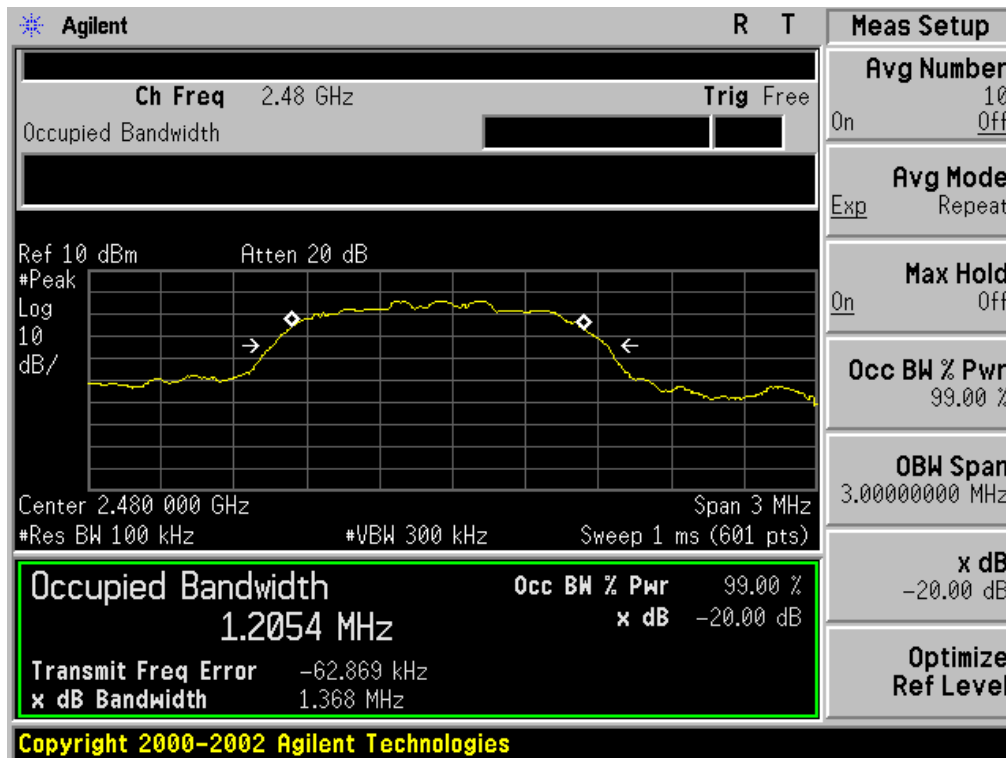 Agilent R T
Meas Setup
Ch Freq 2.48 GHz Trig Free
Occupied Bandwidth
Ref 10 dBm Atten 20 dB
#Peak
Log
10
dB/
Center 2.480 000 GHz Span 3 MHz
#Res BW 100 kHz #VBW 300 kHz Sweep 1 ms (601 pts)
Occupied Bandwidth Occ BW % Pwr 99.00 %
1.2054 MHz x dB -20.00 dB
Transmit Freq Error -62.869 kHz
x dB Bandwidth 1.368 MHz
Copyright 2000-2002 Agilent Technologies
Avg Number
10
On Off
Avg Mode
Exp Repeat
Max Hold
On Off
Occ BW % Pwr
99.00 %
OBW Span
3.00000000 MHz
x dB
-20.00 dB
Optimize
Ref Level